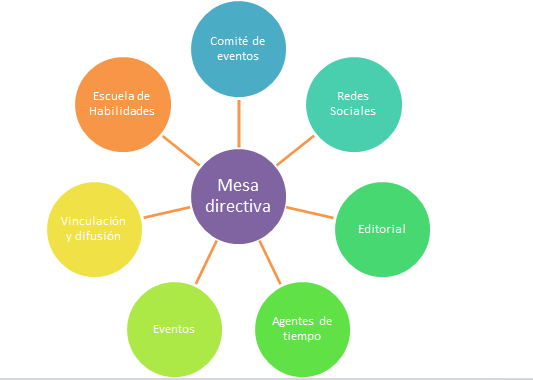 Comité de
eventos
Redes
Sociales
Editorial
Agentes de
tiempo
Eventos
Vinculación
y difusión
Escuela de
Habilidades
Mesa
directiva